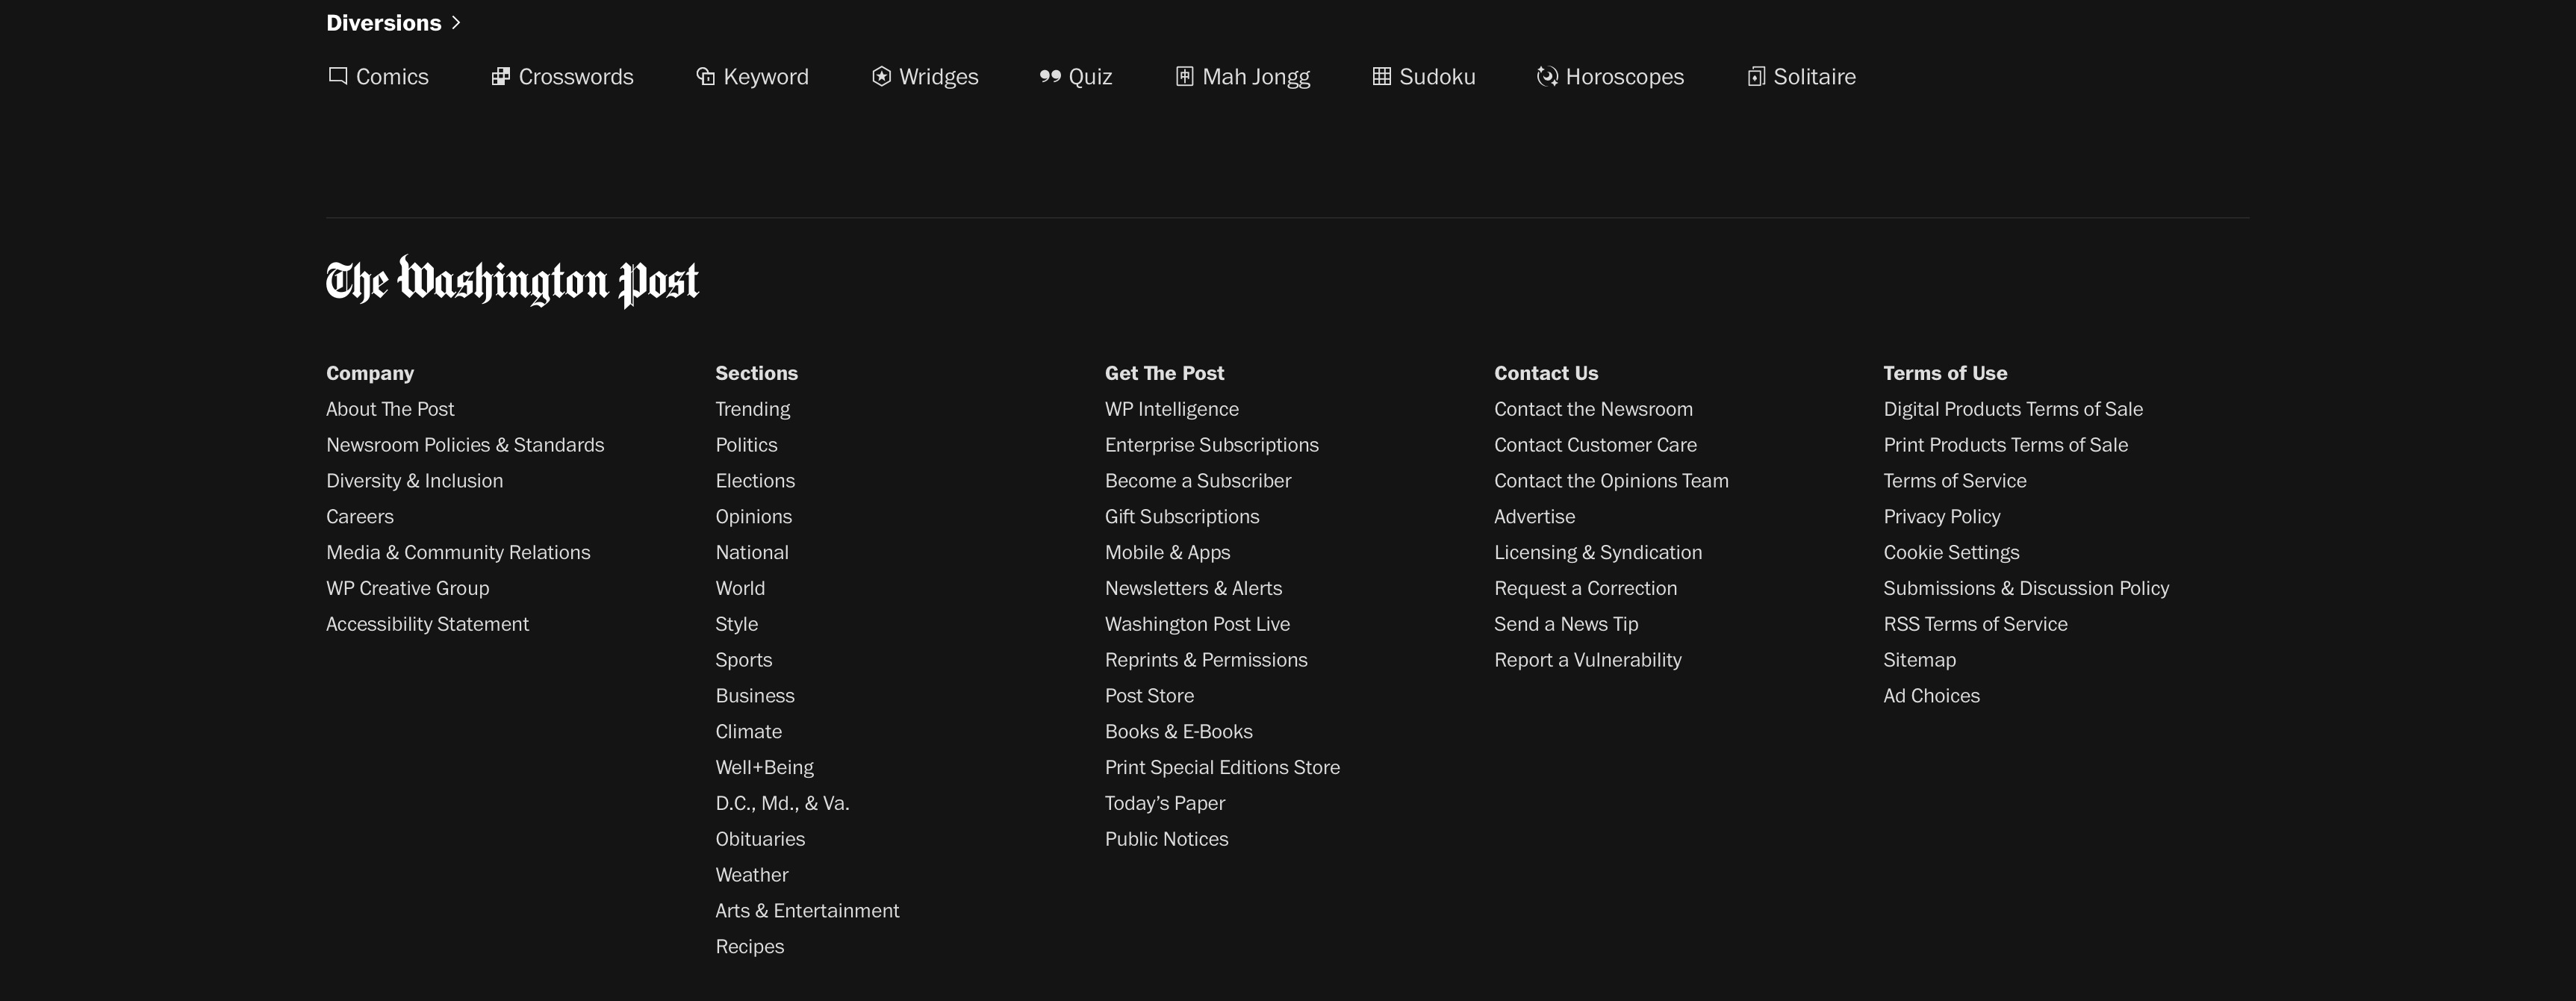 Diversions
Comics
Crosswords
Keyword
Wridges
Quiz
Mah Jongg
Sudoku
Horoscopes
Solitaire
The Washington Post
Company
About The Post
Newsroom Policies & Standards
Diversity & Inclusion
Careers
Media & Community Relations
WP Creative Group
Accessibility Statement
Sections
Trending
Politics
Elections
Opinions
National
World
Style
Sports
Business
Climate
Well+Being
D.C., Md., & Va.
Obituaries
Weather
Arts & Entertainment
Recipes
Get The Post
WP Intelligence
Enterprise Subscriptions
Become a Subscriber
Gift Subscriptions
Mobile & Apps
Newsletters & Alerts
Washington Post Live
Reprints & Permissions
Post Store
Books & E-Books
Print Special Editions Store
Today’s Paper
Public Notices
Contact Us
Contact the Newsroom
Contact Customer Care
Contact the Opinions Team
Advertise
Licensing & Syndication
Request a Correction
Send a News Tip
Report a Vulnerability
Terms of Use
Digital Products Terms of Sale
Print Products Terms of Sale
Terms of Service
Privacy Policy
Cookie Settings
Submissions & Discussion Policy
RSS Terms of Service
Sitemap
Ad Choices